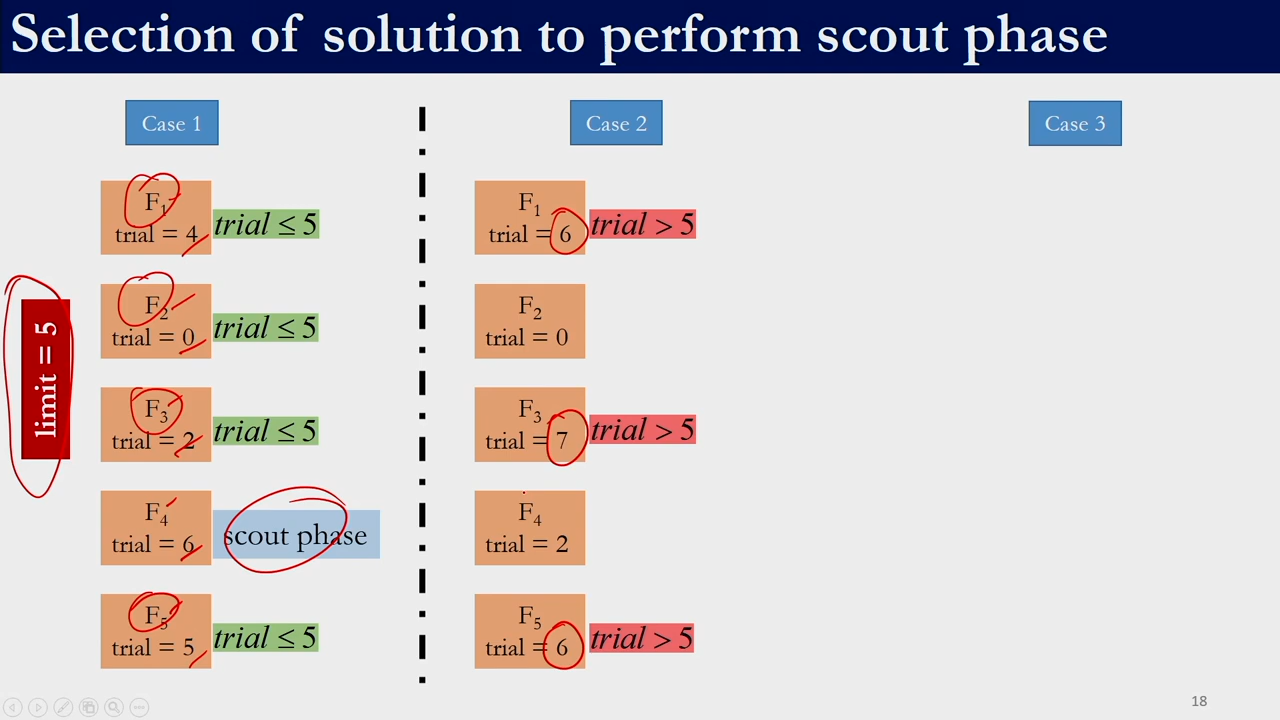 Selection of solution to perform scout phase
Case 1
Case 2
Case 3
limit = 5
F1
trial = 4
trial ≤ 5
F2
trial = 0
trial ≤ 5
F3
trial = 2
trial ≤ 5
F4
trial = 6
scout phase
F5
trial = 5
trial ≤ 5
F1
trial = 6
trial > 5
F2
trial = 0
F3
trial = 7
trial > 5
F4
trial = 2
F5
trial = 6
trial > 5
18